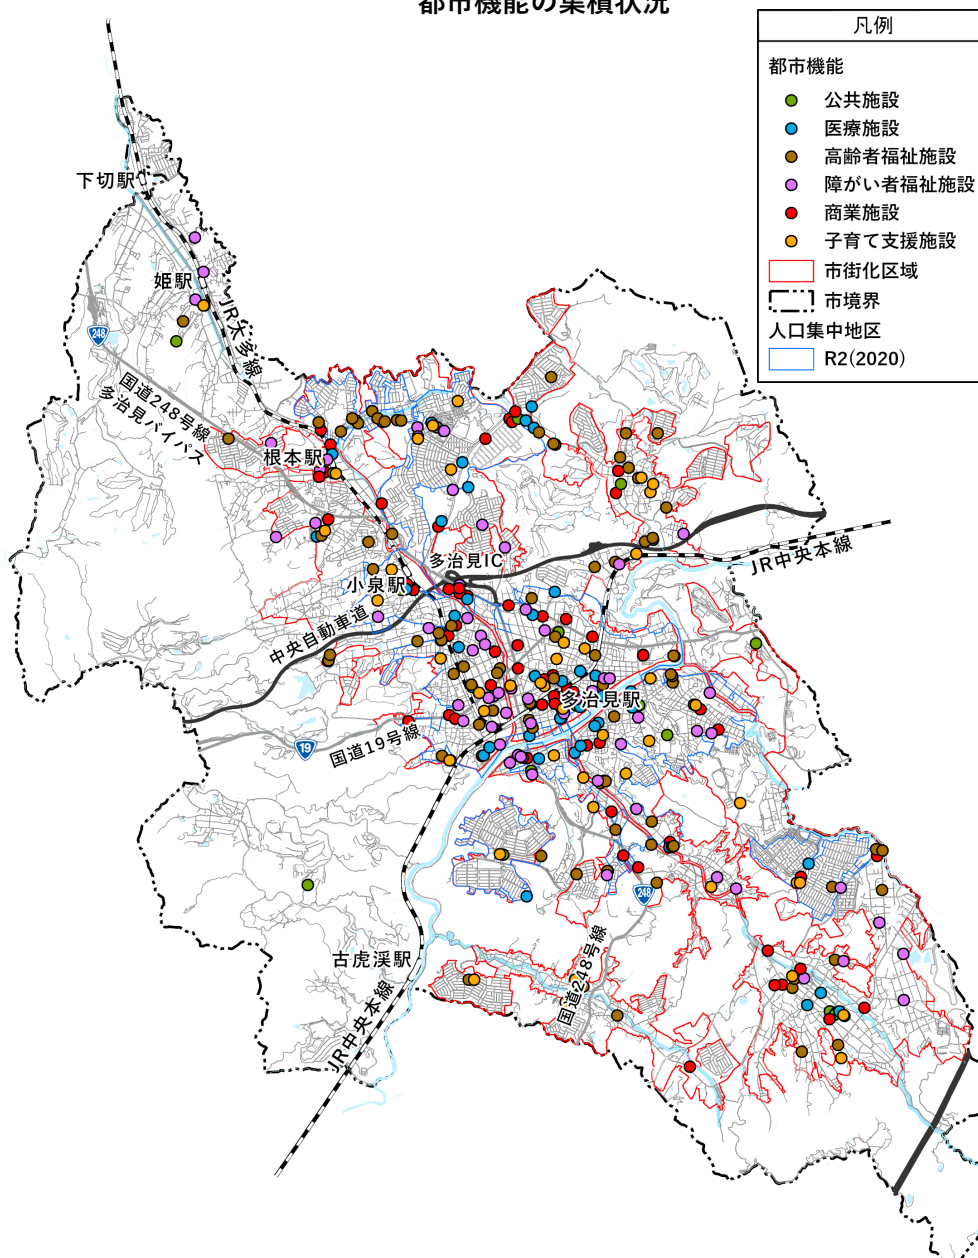 都市機能の集積状況
凡例
都市機能
公共施設
医療施設
高齢者福祉施設
障がい者福祉施設
商業施設
子育て支援施設
市街化区域
市境界
人口集中地区
R2(2020)
下切駅
姫駅
JR太多線
248
国道248号線
多治見バイパス
根本駅
多治見IC
JR中央本線
小泉駅
中央自動車道
多治見駅
19
国道19号線
248
古虎渓駅
国道248号線
JR中央本線